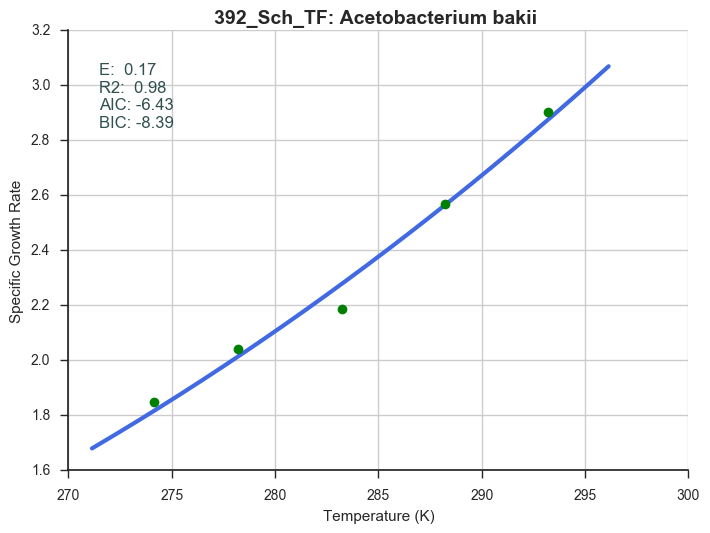 392_Sch_TF: Acetobacterium bakii
E:  0.17
R2:  0.98
AIC: -6.43
BIC: -8.39
Specific Growth Rate
3.2
3.0
2.8
2.6
2.4
2.2
2.0
1.8
1.6
270 275 280 285 290 295 300
Temperature (K)